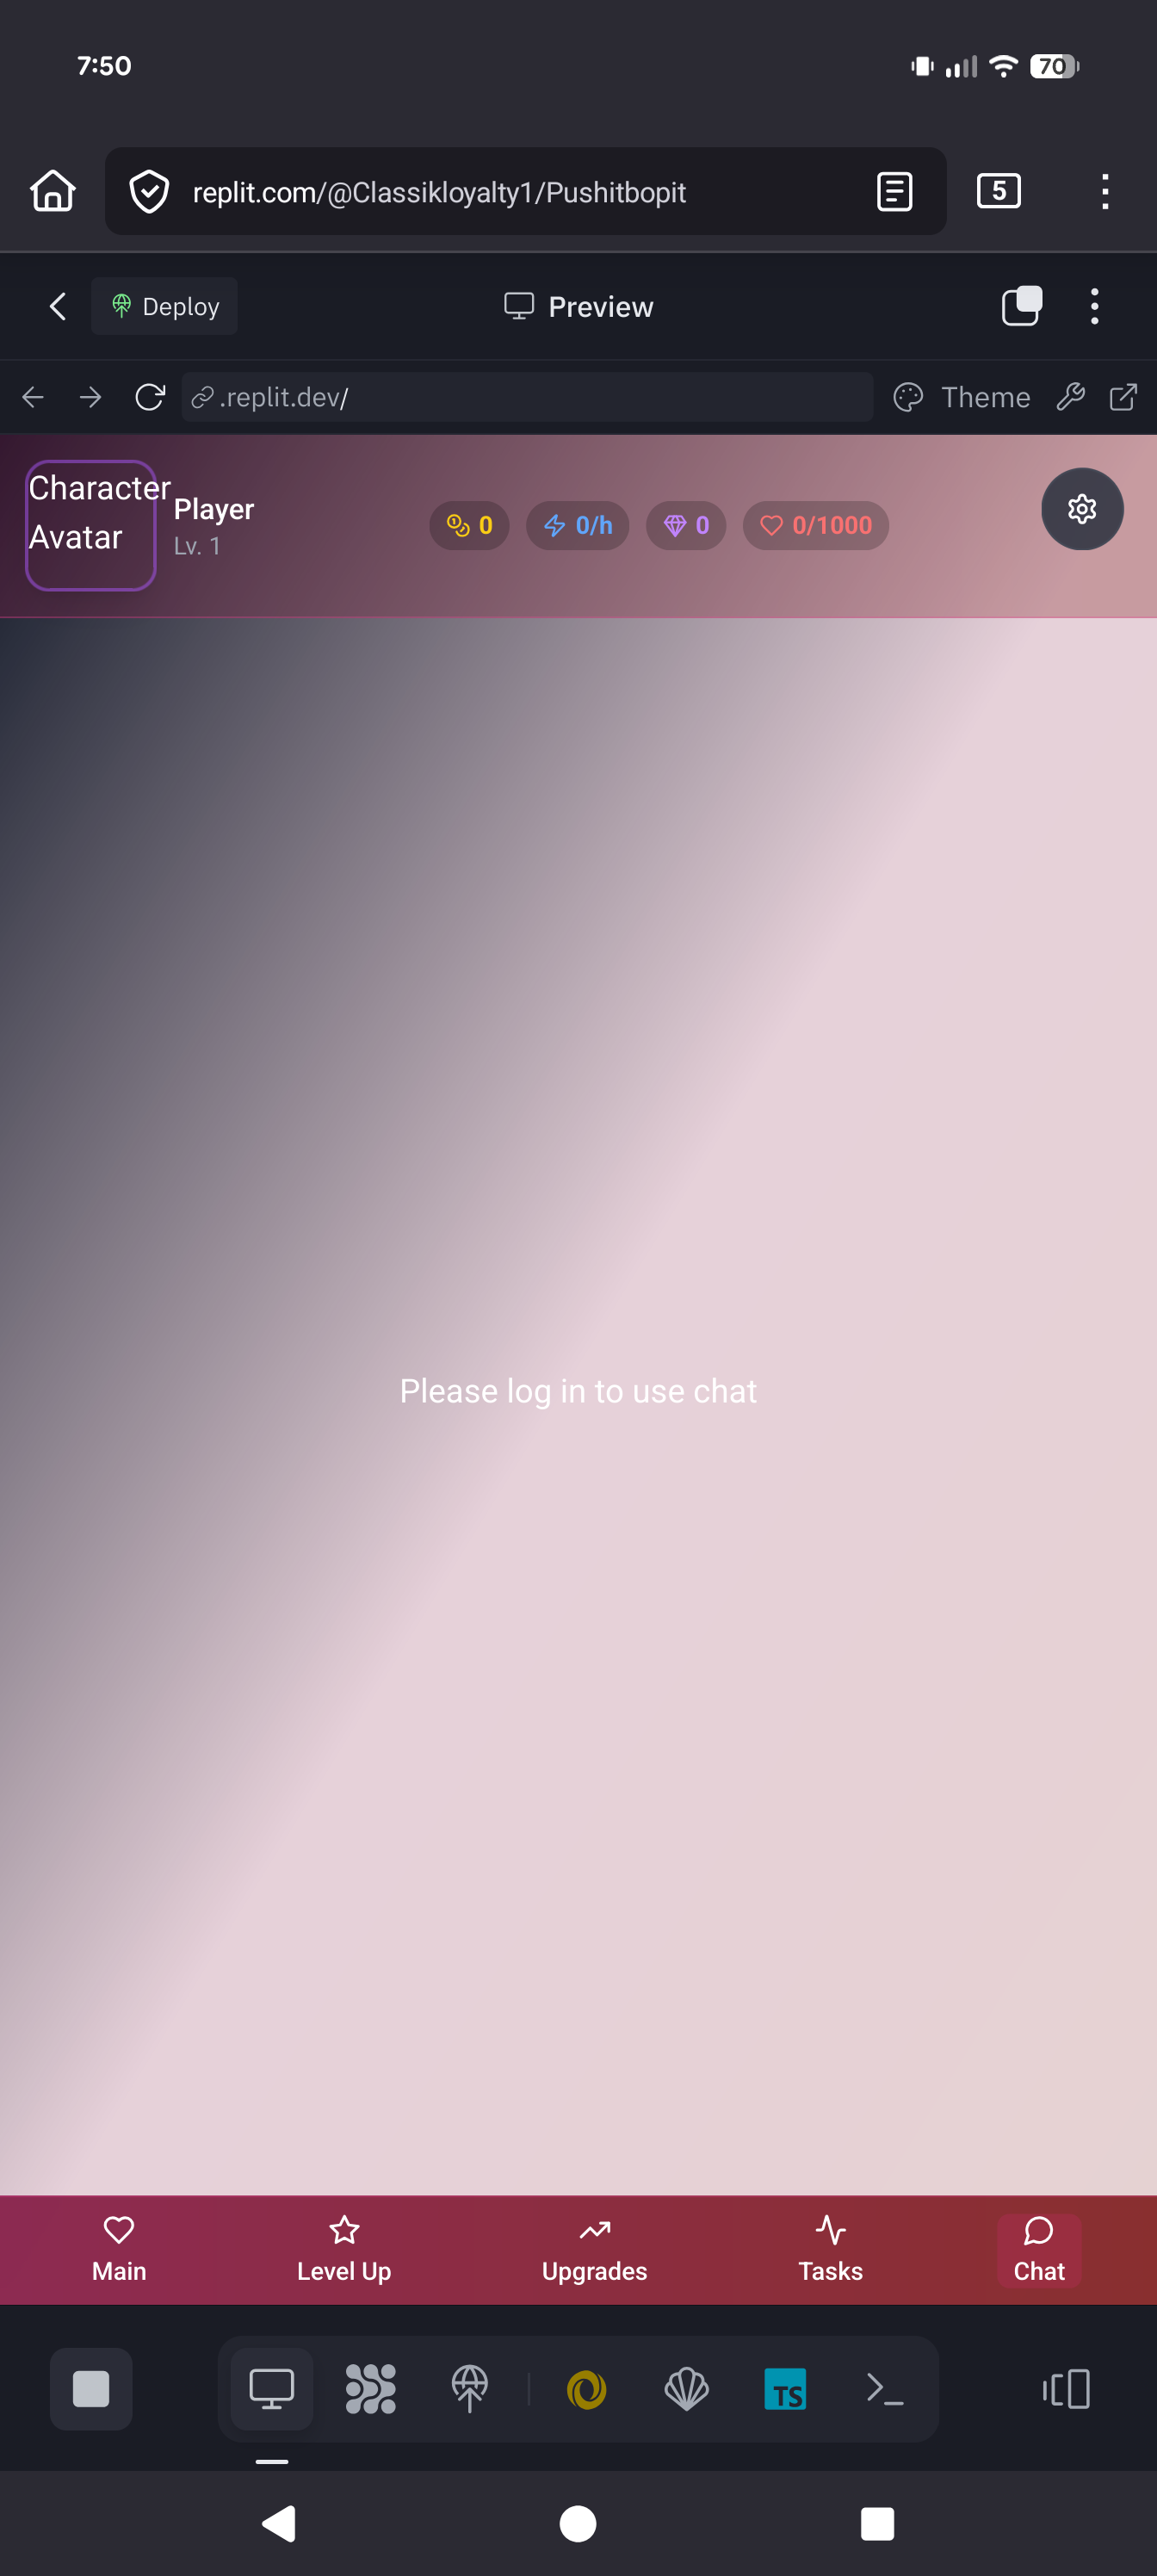 7:50
70
replit.com/@Classikloyalty1/Pushitbopit
5
Deploy
Preview
.replit.dev/
Theme
Character
Avatar
Player
Lv. 1
0
0/h
0
0/1000
Please log in to use chat
Main
Level Up
Upgrades
Tasks
Chat
TS